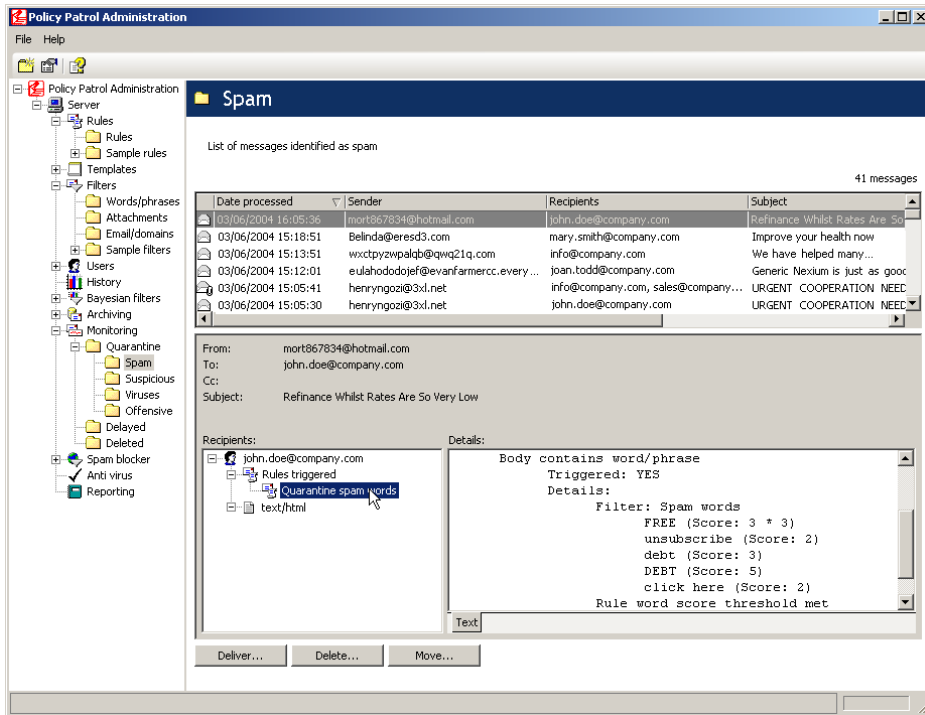 Policy Patrol Administration
File Help
Policy Patrol Administration
Server
Rules
Rules
Sample rules
Templates
Filters
Words/phrases
Attachments
Email/domains
Sample filters
Users
History
Bayesian filters
Archiving
Monitoring
Quarantine
Spam
Suspicious
Viruses
Offensive
Delayed
Deleted
Spam blocker
Anti virus
Reporting
Spam
List of messages identified as spam
41 messages
Date processed Sender Recipients Subject
03/06/2004 16:05:36 mort867834@hotmail.com john.doe@company.com Refinance Whilst Rates Are So
03/06/2004 15:18:51 Belinda@eresd3.com mary.smith@company.com Improve your health now
03/06/2004 15:13:51 wxctpyzwpalqb@qwq21q.com info@company.com We have helped many...
03/06/2004 15:12:01 eulahododojef@evanfarmercc.every... joan.todd@company.com Generic Nexium is just as good
03/06/2004 15:05:41 henryngozi@3xl.net info@company.com, sales@company... URGENT COOPERATION NEED
03/06/2004 15:05:30 henryngozi@3xl.net john.doe@company.com URGENT COOPERATION NEED
From: mort867834@hotmail.com
To: john.doe@company.com
Cc:
Subject: Refinance Whilst Rates Are So Very Low
Recipients:
john.doe@company.com
Rules triggered
Quarantine spam words
text/html
Details:
Body contains word/phrase
Triggered: YES
Details:
Filter: Spam words
FREE (Score: 3 * 3)
unsubscribe (Score: 2)
debt (Score: 3)
DEBT (Score: 5)
click here (Score: 2)
Rule word score threshold met
Text
Deliver... Delete... Move...